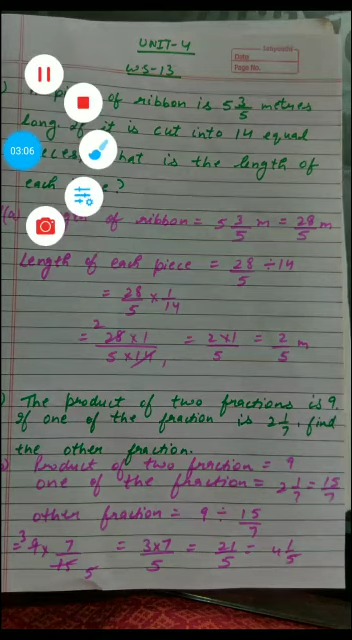 UNIT-4
WS-13
Date
Page No.
of ribbon is 5 3/5 metres
long. If it is cut into 14 equal
03:06
what is the length of
each ?
(a) of ribbon = 5 3/5 m = 28/5 m
Length of each piece = 28/5 ÷ 14
= 28/5 × 1/14
= 2 28 × 1 / 5 × 14 1 = 2×1/5 = 2/5 m
The product of two fractions is 9.
If one of the fraction is 2 1/7, find
the other fraction.
Product of two fraction = 9
one of the fraction = 2 1/7 = 15/7
other fraction = 9 ÷ 15/7
= 3 9 × 7/15 5 = 3×7/5 = 21/5 = 4 1/5